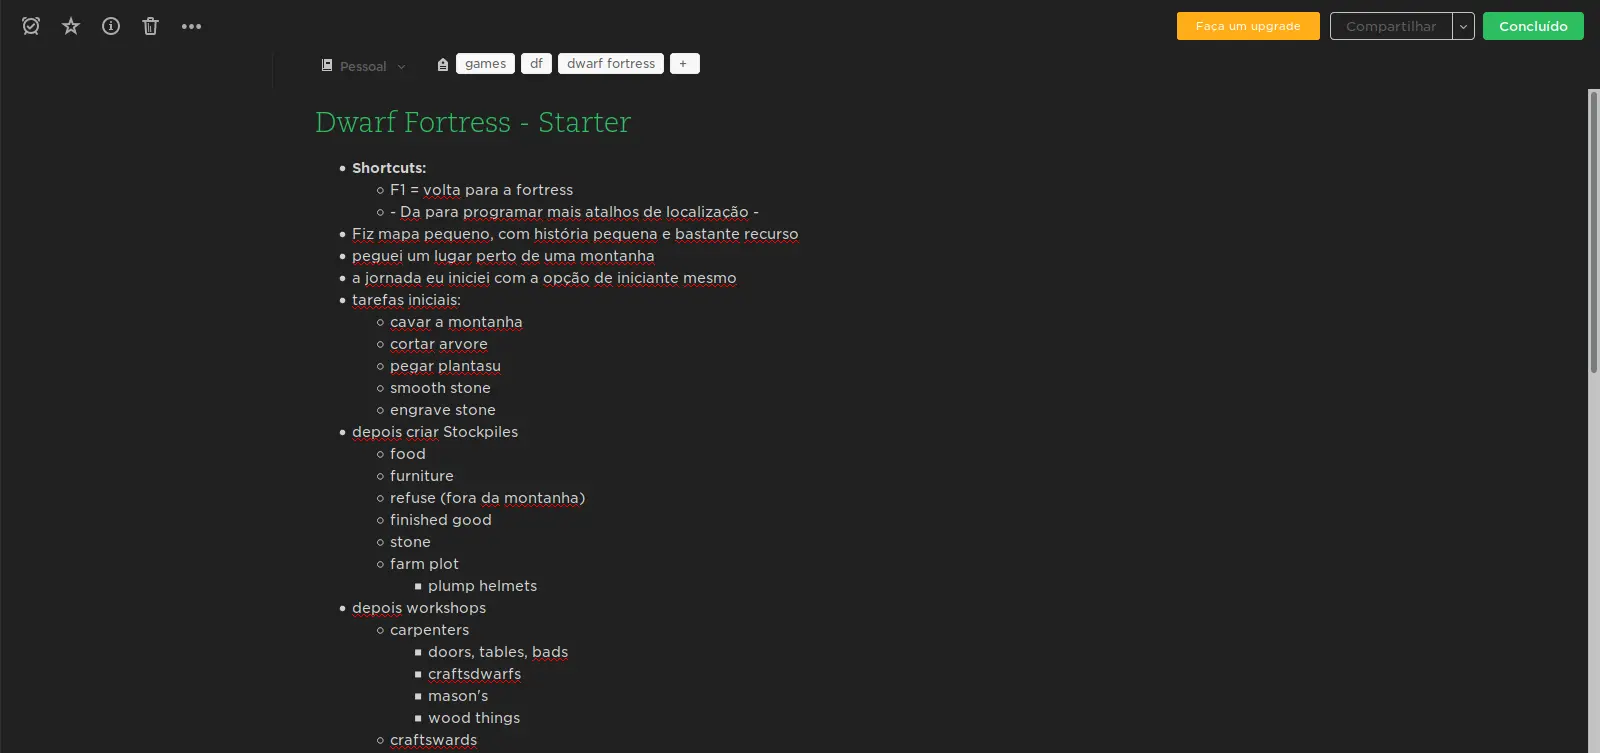 Faça um upgrade
Compartilhar
Concluído
Pessoal
games
df
dwarf fortress
+
Dwarf Fortress - Starter
Shortcuts:
F1 = volta para a fortress
- Da para programar mais atalhos de localização -
Fiz mapa pequeno, com história pequena e bastante recurso
peguei um lugar perto de uma montanha
a jornada eu iniciei com a opção de iniciante mesmo
tarefas iniciais:
cavar a montanha
cortar arvore
pegar plantasu
smooth stone
engrave stone
depois criar Stockpiles
food
furniture
refuse (fora da montanha)
finished good
stone
farm plot
plump helmets
depois workshops
carpenters
doors, tables, bads
craftsdwarfs
mason's
wood things
craftswards